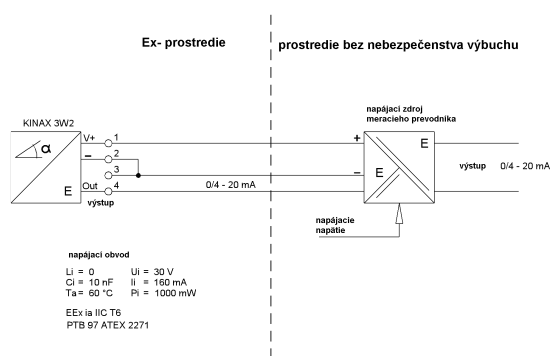 Ex- prostredie
prostredie bez nebezpečenstva výbuchu
KINAX 3W2
V+ 1
– 2
3
Out 4
α
E
výstup
0/4 - 20 mA
napájací zdroj
meracieho prevodníka
+
–
E
E
výstup 0/4 - 20 mA
napájacie
napätie
napájací obvod
Li = 0 Ui = 30 V
Ci = 10 nF Ii = 160 mA
Ta = 60 °C Pi = 1000 mW
EEx ia IIC T6
PTB 97 ATEX 2271